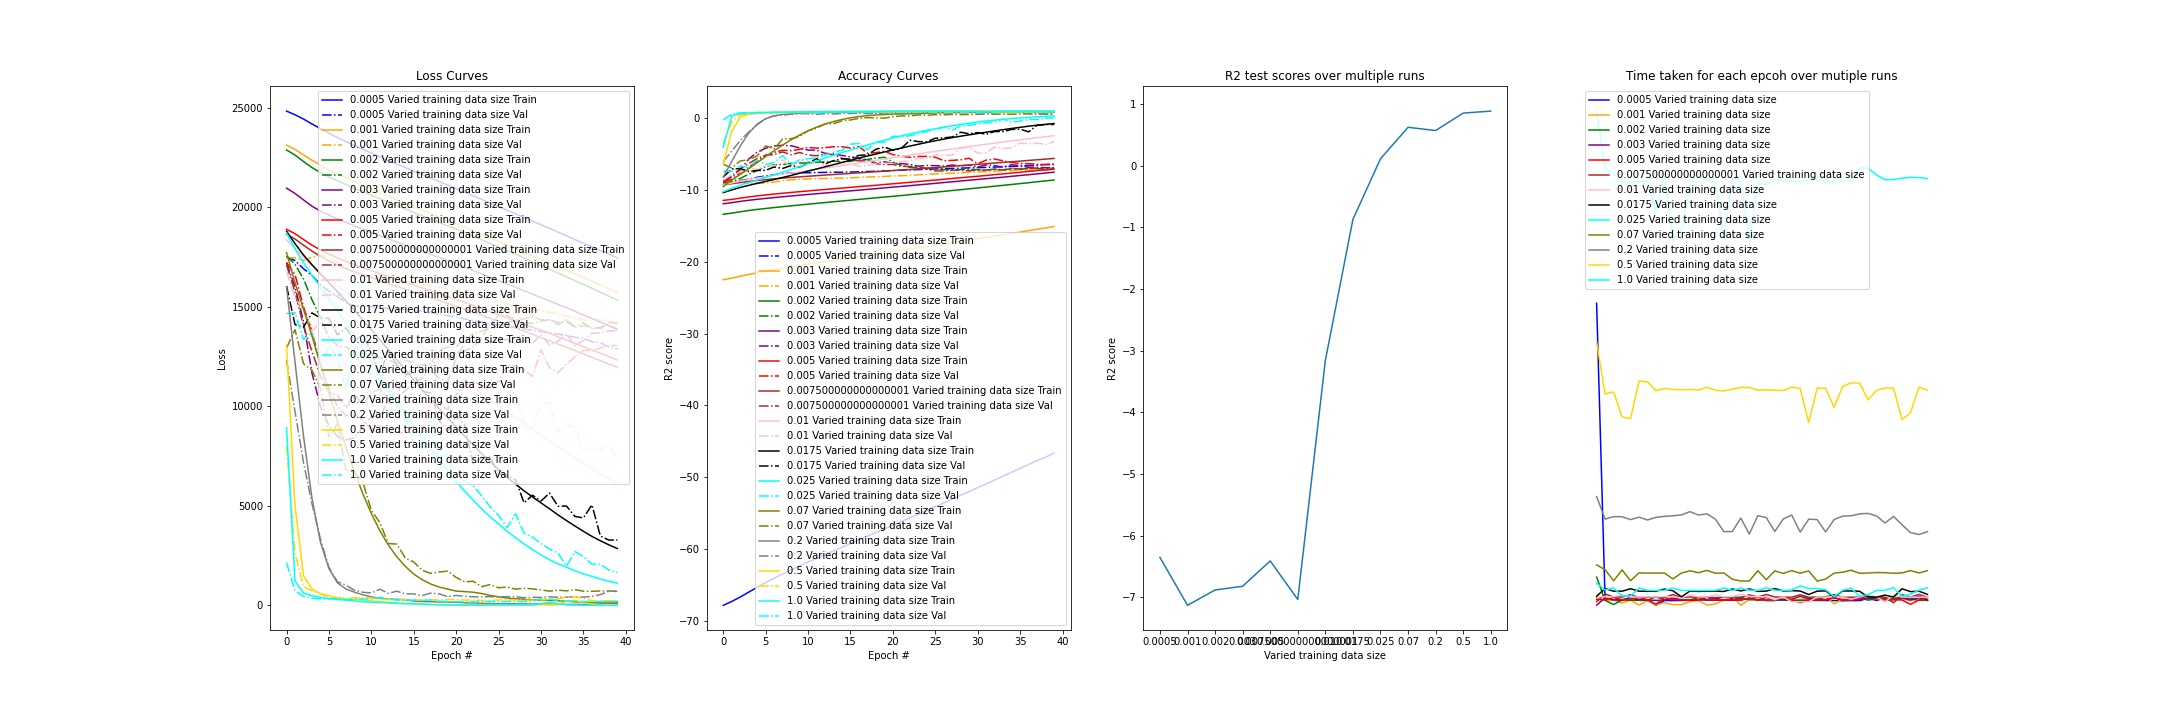 Loss Curves
Loss
25000
20000
15000
10000
5000
0
0 5 10 15 20 25 30 35 40
Epoch #
0.0005 Varied training data size Train
0.0005 Varied training data size Val
0.001 Varied training data size Train
0.001 Varied training data size Val
0.002 Varied training data size Train
0.002 Varied training data size Val
0.003 Varied training data size Train
0.003 Varied training data size Val
0.005 Varied training data size Train
0.005 Varied training data size Val
0.007500000000000001 Varied training data size Train
0.007500000000000001 Varied training data size Val
0.01 Varied training data size Train
0.01 Varied training data size Val
0.0175 Varied training data size Train
0.0175 Varied training data size Val
0.025 Varied training data size Train
0.025 Varied training data size Val
0.07 Varied training data size Train
0.07 Varied training data size Val
0.2 Varied training data size Train
0.2 Varied training data size Val
0.5 Varied training data size Train
0.5 Varied training data size Val
1.0 Varied training data size Train
1.0 Varied training data size Val
Accuracy Curves
R2 score
0
−10
−20
−30
−40
−50
−60
−70
0 5 10 15 20 25 30 35 40
Epoch #
0.0005 Varied training data size Train
0.0005 Varied training data size Val
0.001 Varied training data size Train
0.001 Varied training data size Val
0.002 Varied training data size Train
0.002 Varied training data size Val
0.003 Varied training data size Train
0.003 Varied training data size Val
0.005 Varied training data size Train
0.005 Varied training data size Val
0.007500000000000001 Varied training data size Train
0.007500000000000001 Varied training data size Val
0.01 Varied training data size Train
0.01 Varied training data size Val
0.0175 Varied training data size Train
0.0175 Varied training data size Val
0.025 Varied training data size Train
0.025 Varied training data size Val
0.07 Varied training data size Train
0.07 Varied training data size Val
0.2 Varied training data size Train
0.2 Varied training data size Val
0.5 Varied training data size Train
0.5 Varied training data size Val
1.0 Varied training data size Train
1.0 Varied training data size Val
R2 test scores over multiple runs
R2 score
1
0
−1
−2
−3
−4
−5
−6
−7
0.0005 0.001 0.025 0.07 0.2 0.5 1.0
Varied training data size
Time taken for each epcoh over mutiple runs
0.0005 Varied training data size
0.001 Varied training data size
0.002 Varied training data size
0.003 Varied training data size
0.005 Varied training data size
0.007500000000000001 Varied training data size
0.01 Varied training data size
0.0175 Varied training data size
0.025 Varied training data size
0.07 Varied training data size
0.2 Varied training data size
0.5 Varied training data size
1.0 Varied training data size